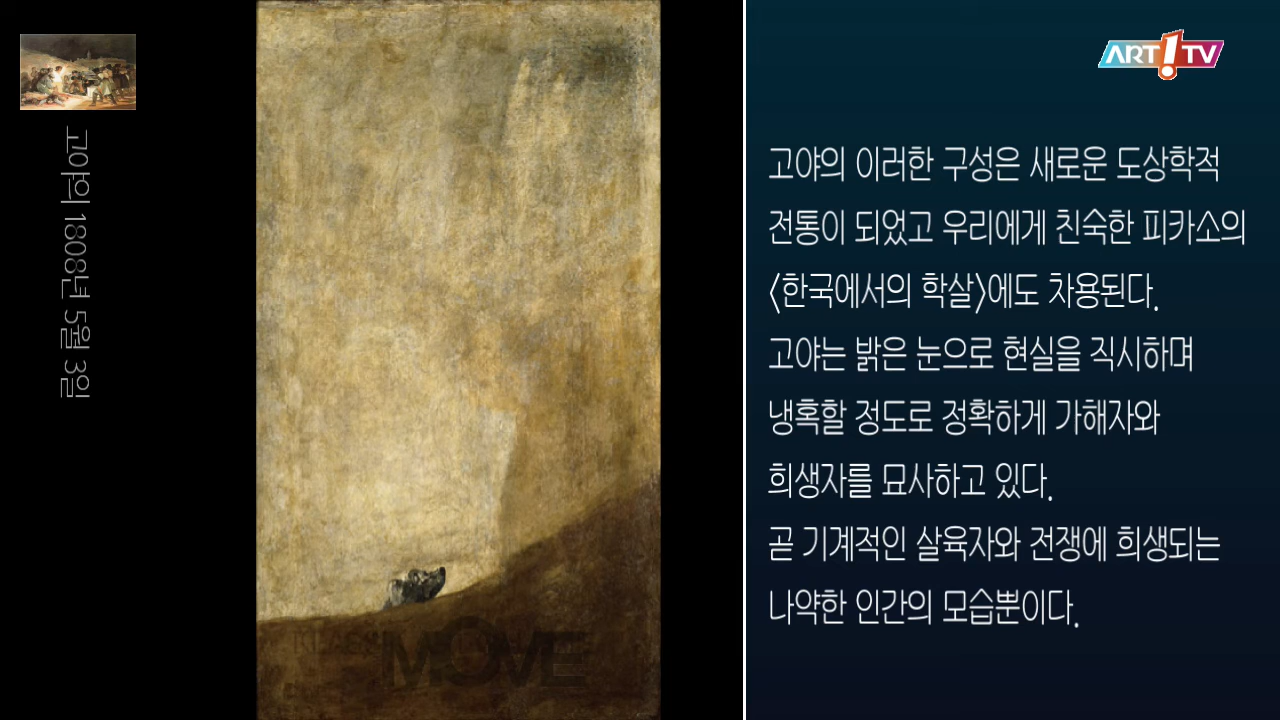 고야의 1808년 5월 3일
MOVE
ART!TV
고야의 이러한 구성은 새로운 도상학적
전통이 되었고 우리에게 친숙한 피카소의
<한국에서의 학살>에도 차용된다.
고야는 밝은 눈으로 현실을 직시하며
냉혹할 정도로 정확하게 가해자와
희생자를 묘사하고 있다.
곧 기계적인 살육자와 전쟁에 희생되는
나약한 인간의 모습뿐이다.